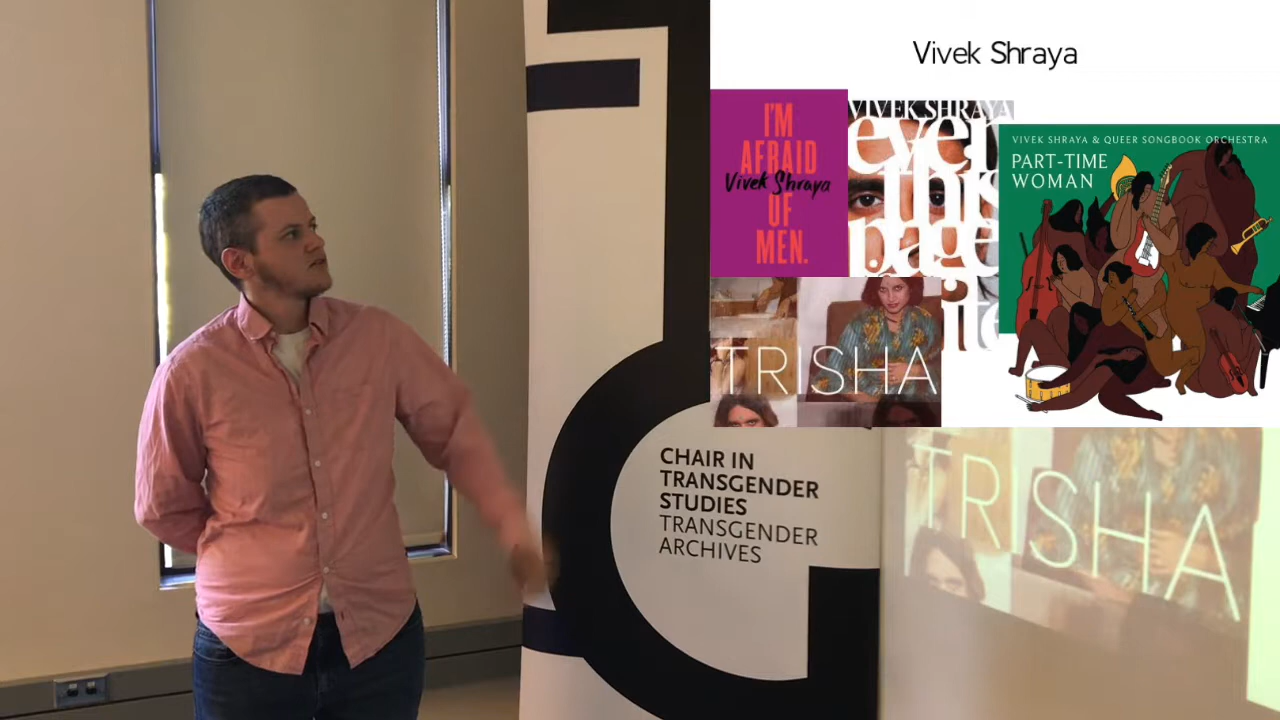 Vivek Shraya
I'M
AFRAID
Vivek Shraya
OF
MEN.
VIVEK SHRAYA
even
this
page
is
white
VIVEK SHRAYA & QUEER SONGBOOK ORCHESTRA
PART-TIME
WOMAN
TRISHA
CHAIR IN
TRANSGENDER
STUDIES
TRANSGENDER
ARCHIVES
TRISHA